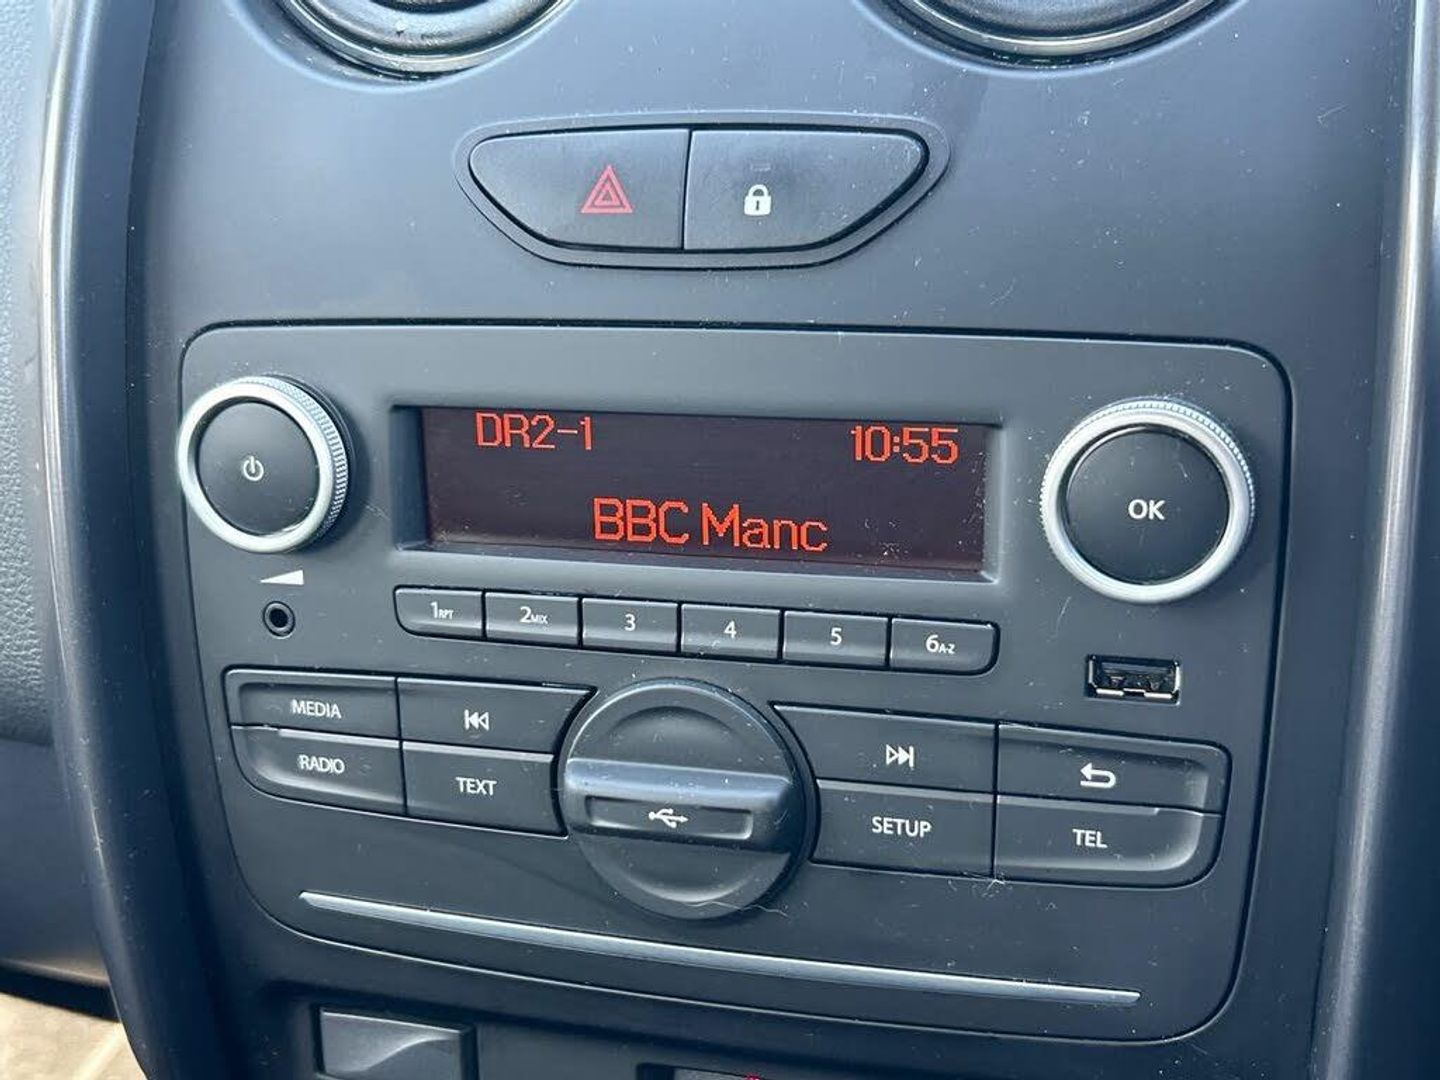 DR2-1 10:55
BBC Manc
OK
1RPT 2MIX 3 4 5 6A-Z
MEDIA
RADIO TEXT
SETUP TEL